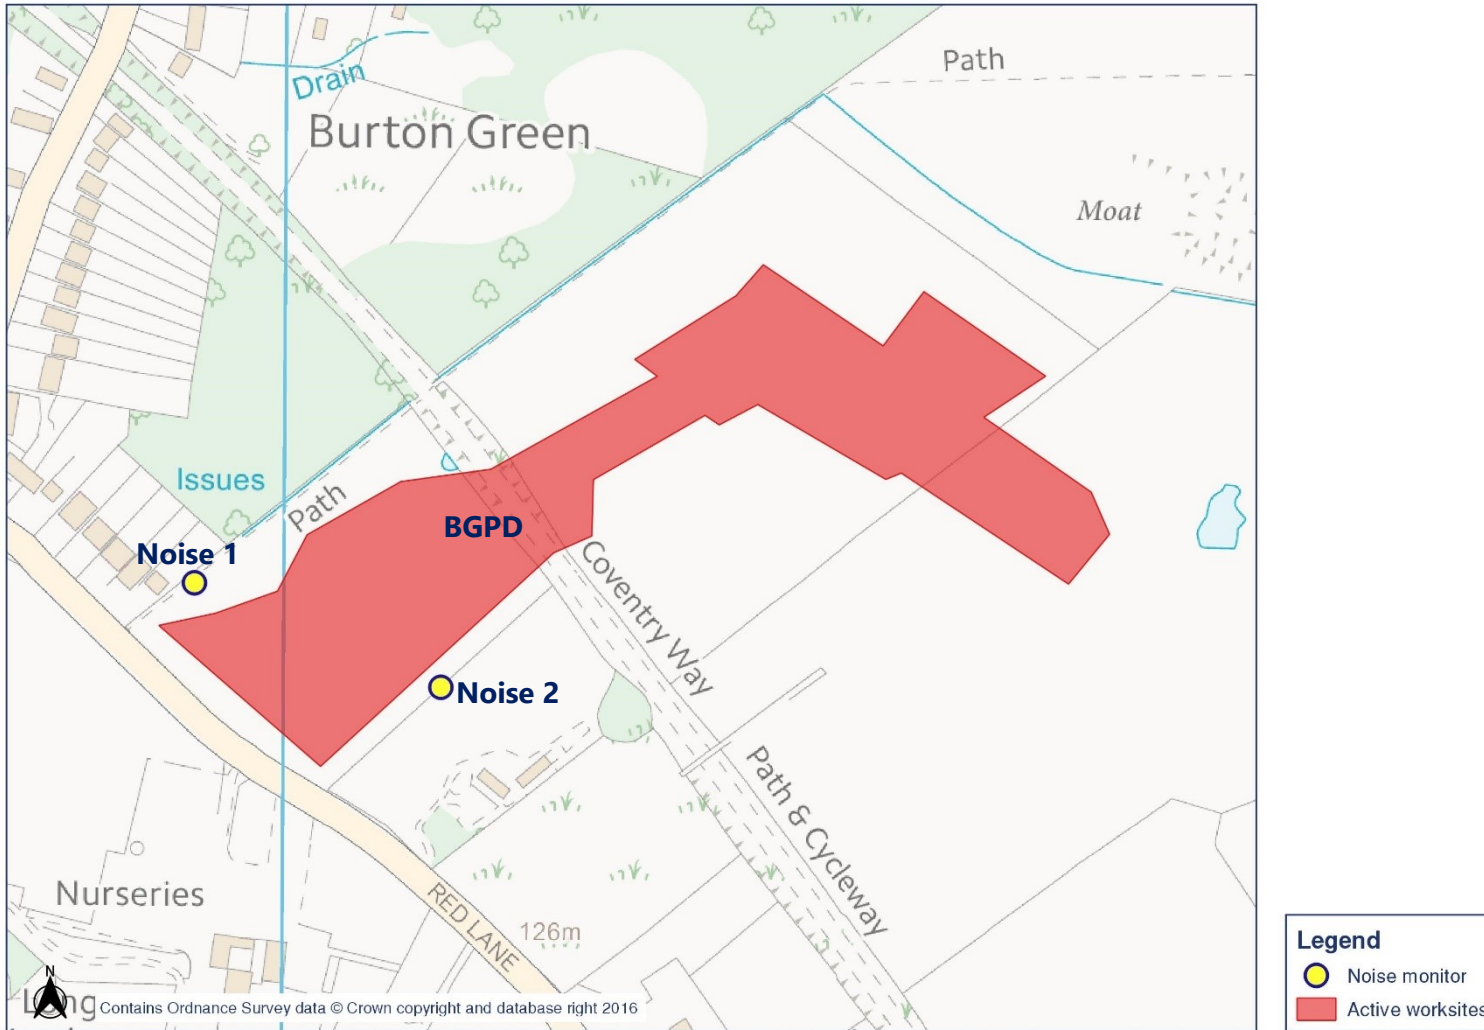 Path
Drain
Burton Green
Moat
Issues
Path
BGPD
Noise 1
Coventry Way
Noise 2
Path & Cycleway
Nurseries
RED LANE
126m
N
Long
Contains Ordnance Survey data © Crown copyright and database right 2016
Legend
Noise monitor
Active worksites